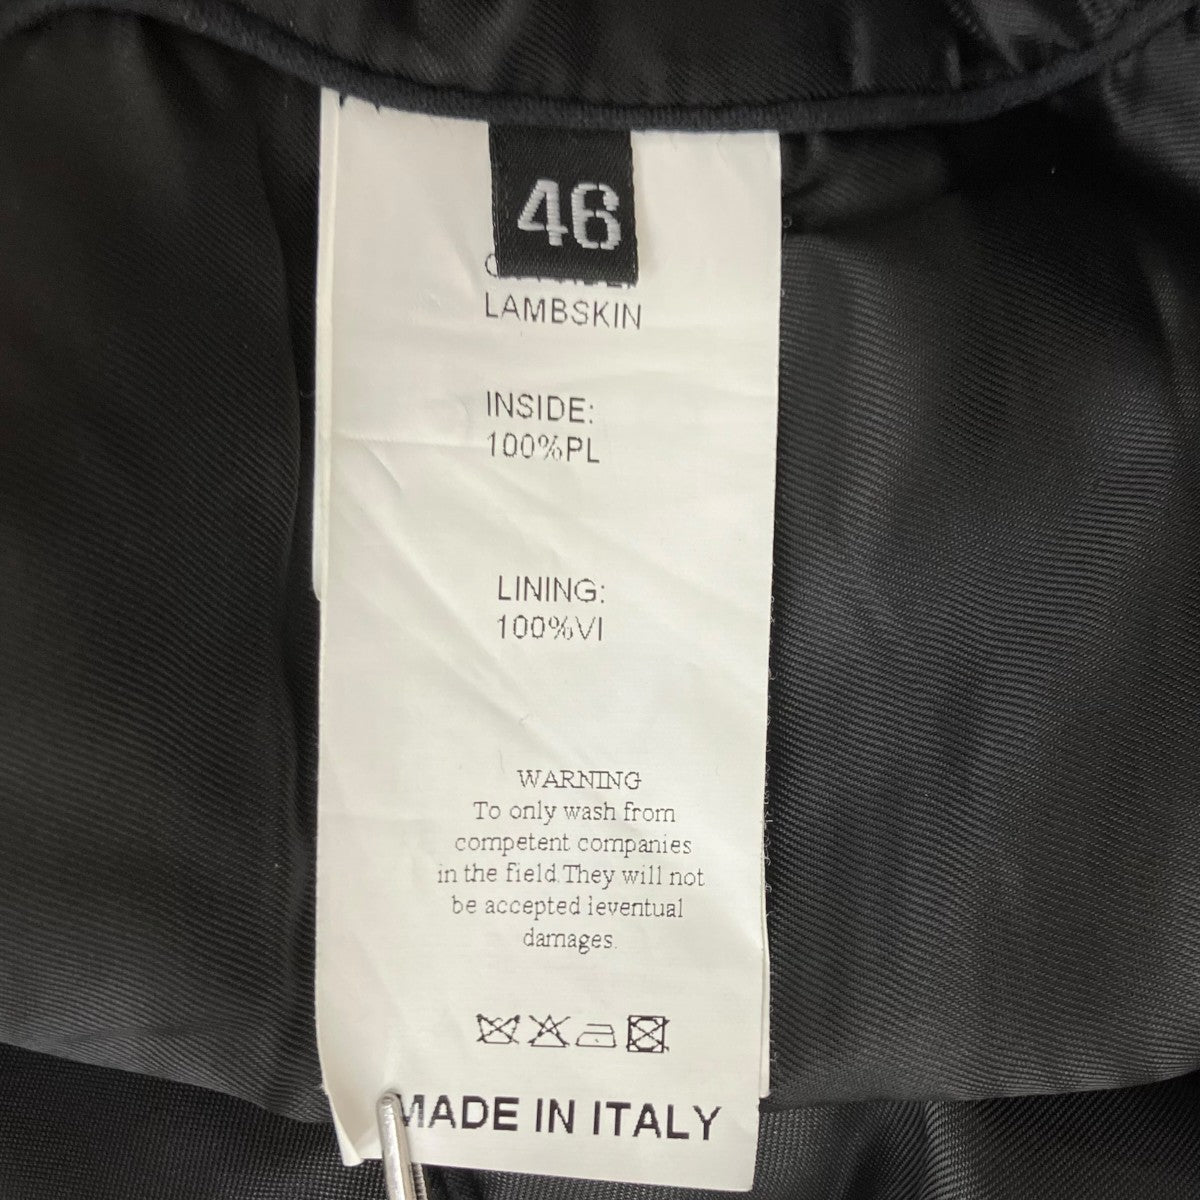 46
LAMBSKIN
INSIDE:
100%PL
LINING:
100%VI
WARNING
To only wash from
competent companies
in the field.They will not
be accepted ieventual
damages.
MADE IN ITALY